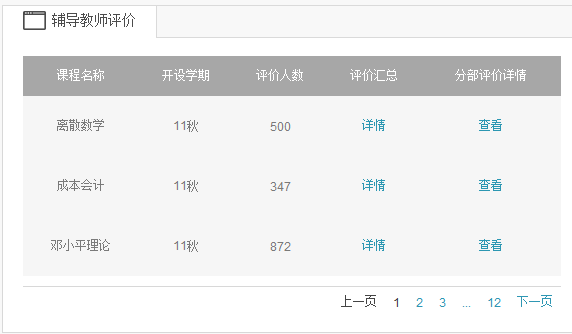 辅导教师评价
课程名称 开设学期 评价人数 评价汇总 分部评价详情
离散数学 11秋 500 详情 查看
成本会计 11秋 347 详情 查看
邓小平理论 11秋 872 详情 查看
上一页 1 2 3 ... 12 下一页